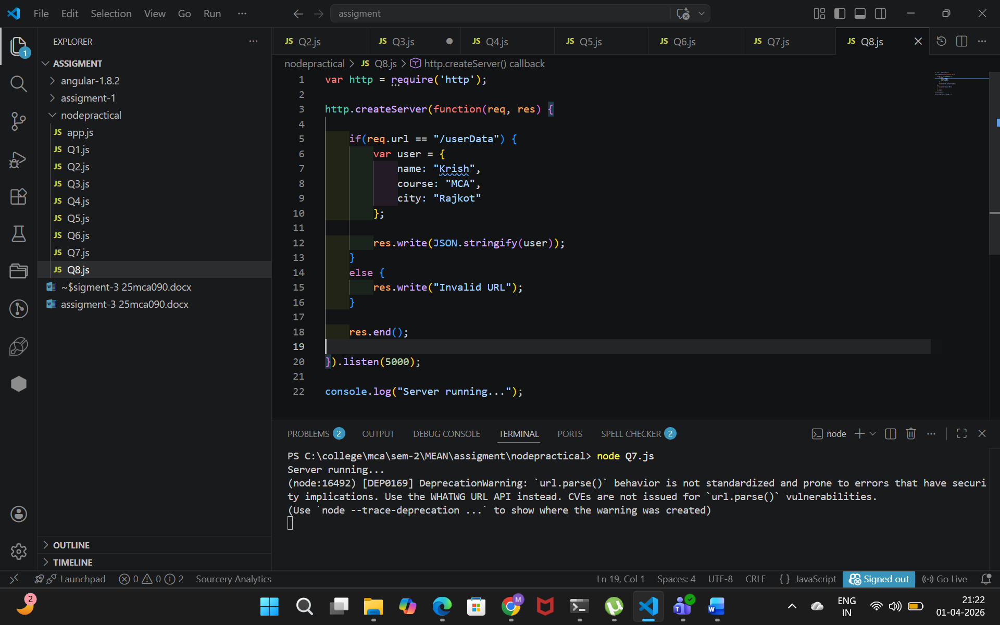 File Edit Selection View Go Run ···
assigment
EXPLORER
ASSIGMENT
angular-1.8.2
assigment-1
nodepractical
JS app.js
JS Q1.js
JS Q2.js
JS Q3.js
JS Q4.js
JS Q5.js
JS Q6.js
JS Q7.js
JS Q8.js
~$sigment-3 25mca090.docx
assigment-3 25mca090.docx
OUTLINE
TIMELINE
JS Q2.js JS Q3.js JS Q4.js JS Q5.js JS Q6.js JS Q7.js JS Q8.js
nodepractical > JS Q8.js > http.createServer() callback
1 var http = require('http');
2
3 http.createServer(function(req, res) {
4
5     if(req.url == "/userData") {
6         var user = {
7             name: "Krish",
8             course: "MCA",
9             city: "Rajkot"
10         };
11
12         res.write(JSON.stringify(user));
13     }
14     else {
15         res.write("Invalid URL");
16     }
17
18     res.end();
19
20 }).listen(5000);
21
22 console.log("Server running...");
PROBLEMS 2 OUTPUT DEBUG CONSOLE TERMINAL PORTS SPELL CHECKER 2 node
PS C:\college\mca\sem-2\MEAN\assigment\nodepractical> node Q7.js
Server running...
(node:16492) [DEP0169] DeprecationWarning: `url.parse()` behavior is not standardized and prone to errors that have securi
ty implications. Use the WHATWG URL API instead. CVEs are not issued for `url.parse()` vulnerabilities.
(Use `node --trace-deprecation ...` to show where the warning was created)
Launchpad 0 0 2 Sourcery Analytics Ln 19, Col 1 Spaces: 4 UTF-8 CRLF {} JavaScript Signed out Go Live
2
ENG
IN
21:22
01-04-2026